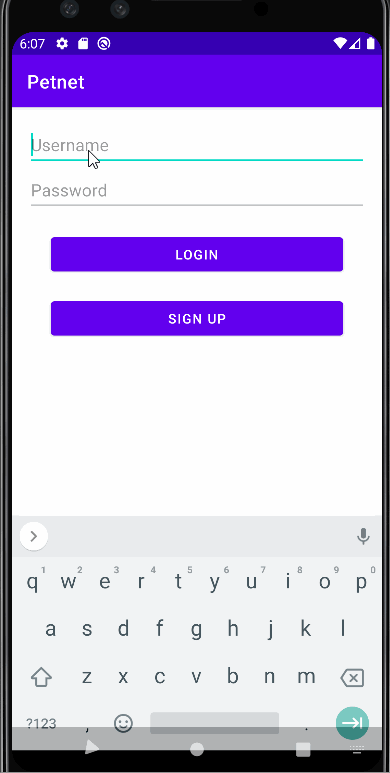 6:07
Petnet
Username
Password
LOGIN
SIGN UP
q1 w2 e3 r4 t5 y6 u7 i8 o9 p0
a s d f g h j k l
z x c v b n m
?123 , .